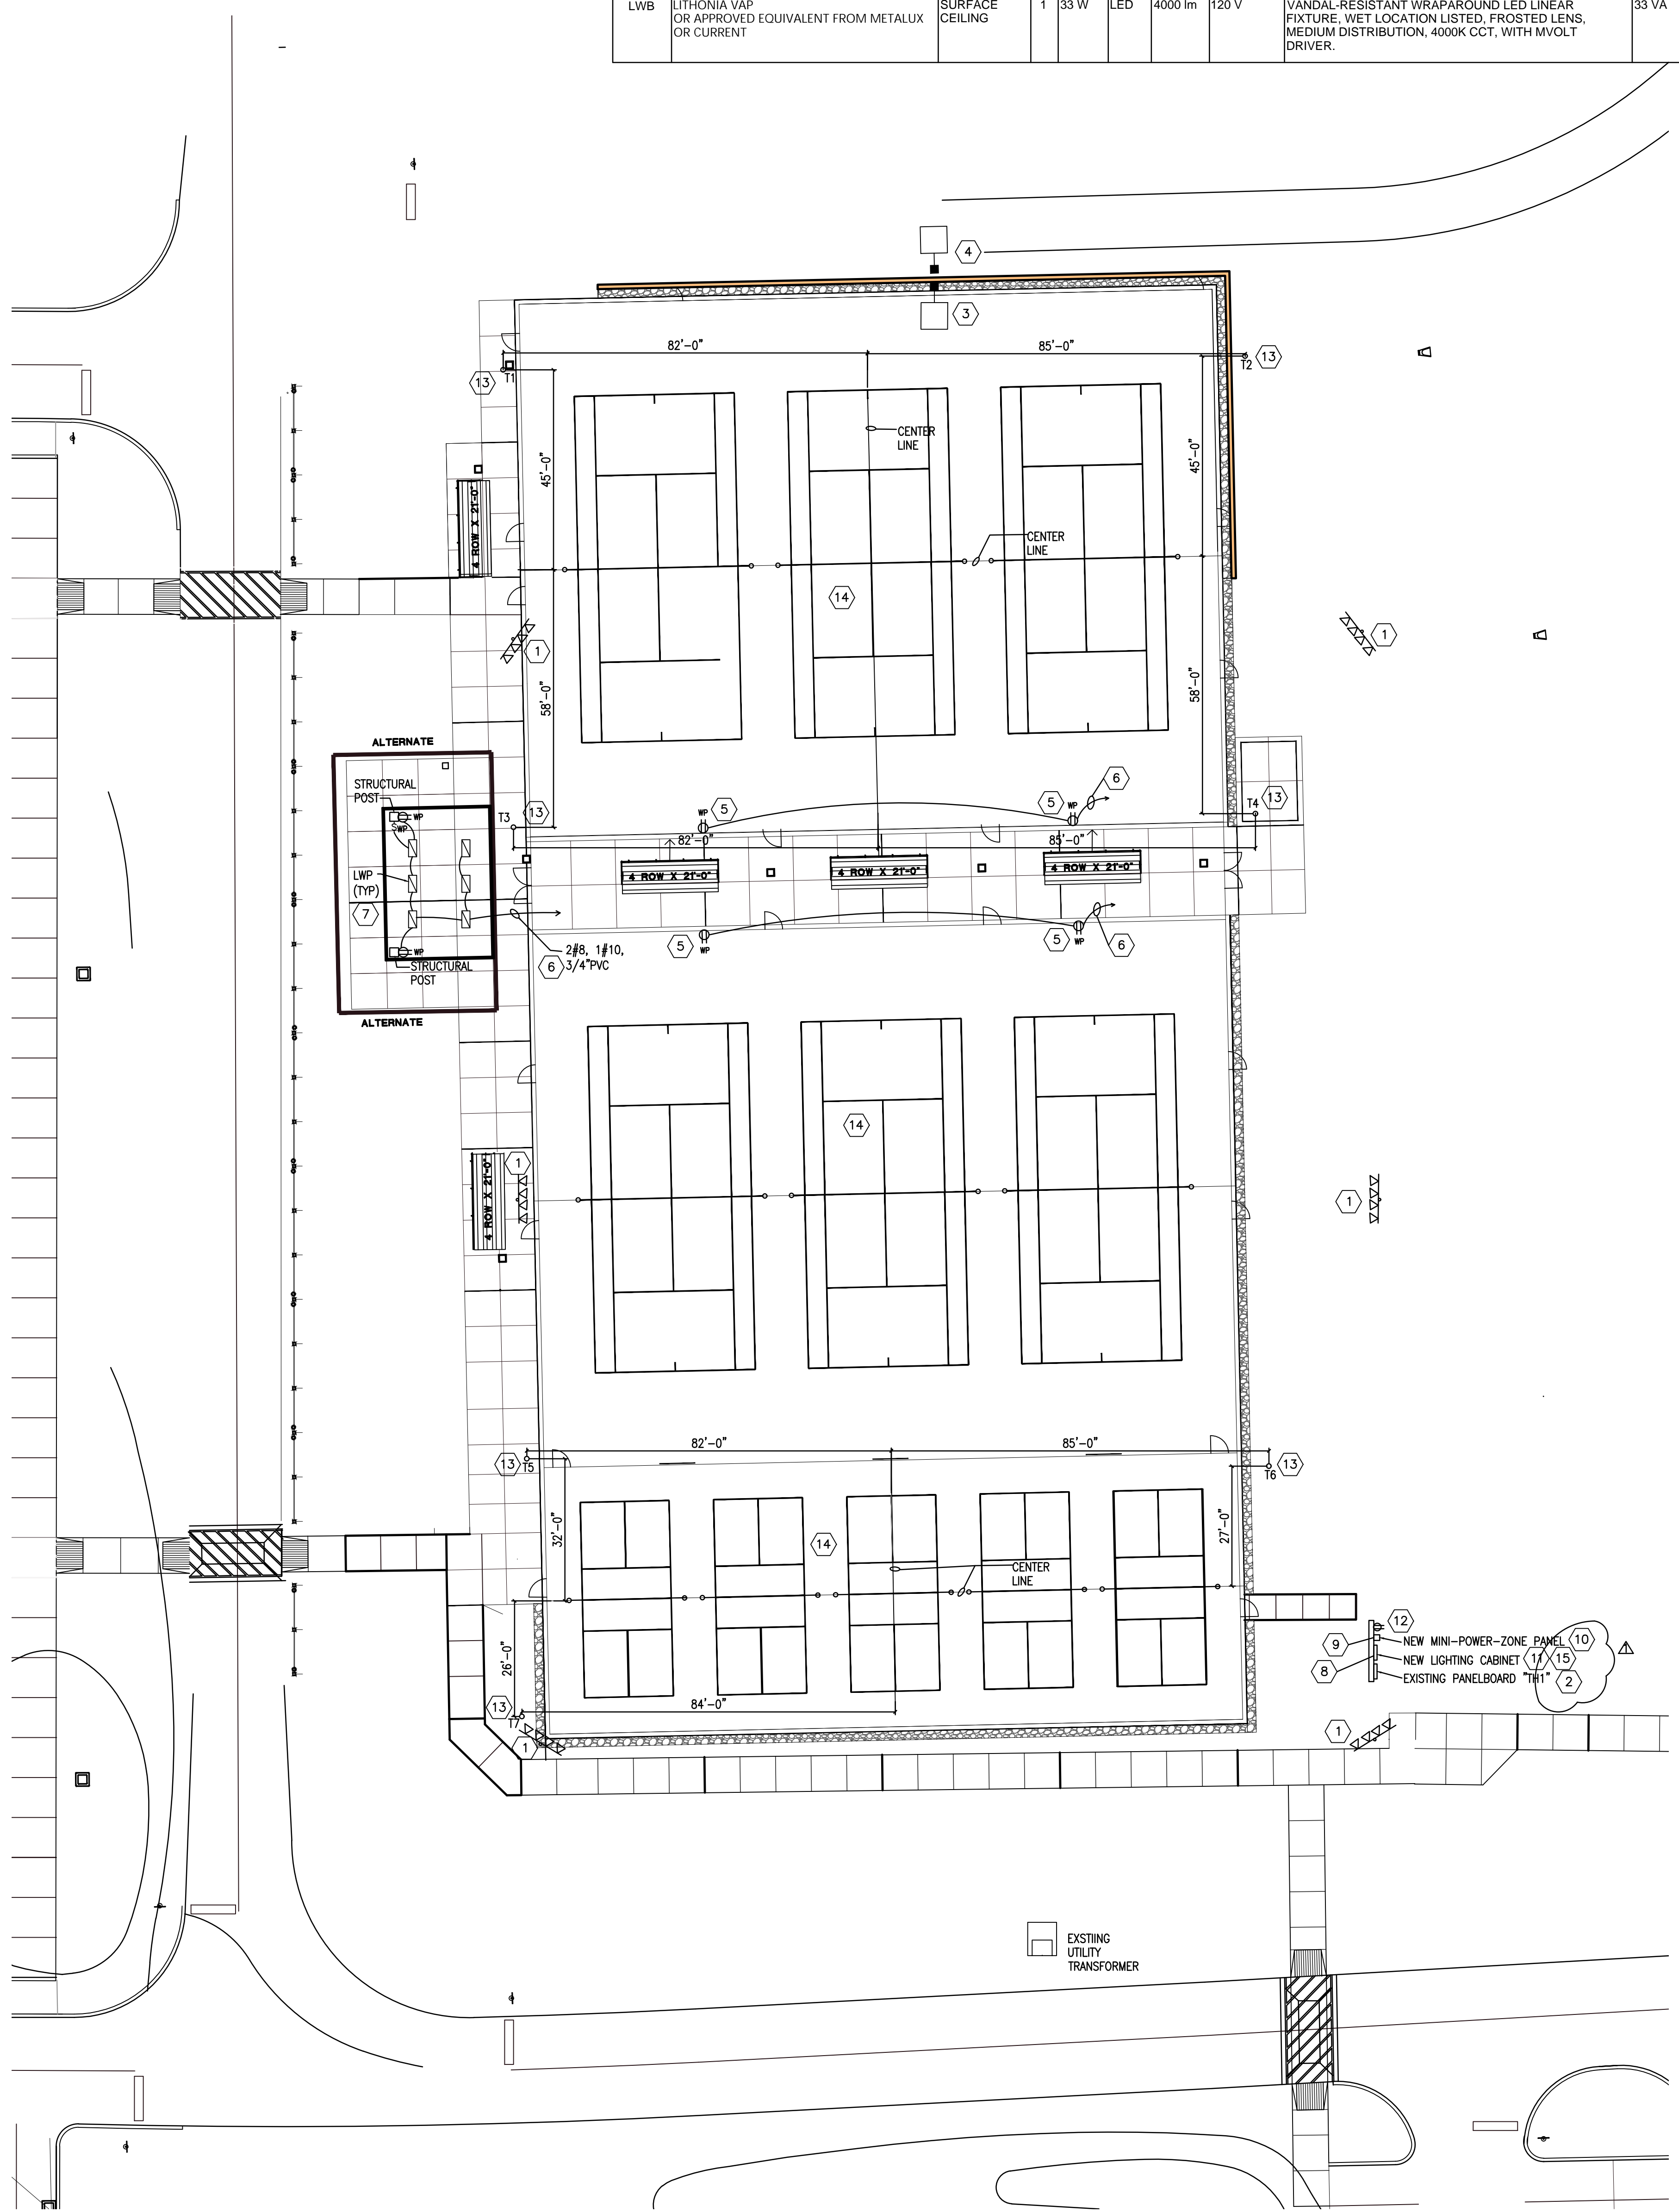 LWB
LITHONIA VAP
OR APPROVED EQUIVALENT FROM METALUX
OR CURRENT
SURFACE
CEILING
1
33 W
LED
4000 lm
120 V
VANDAL-RESISTANT WRAPAROUND LED LINEAR
FIXTURE, WET LOCATION LISTED, FROSTED LENS,
MEDIUM DISTRIBUTION, 4000K CCT, WITH MVOLT
DRIVER.
33 VA
4
3
82'-0"
85'-0"
13
T1
T2
13
CENTER
LINE
45'-0"
45'-0"
4 ROW X 21'-0"
CENTER
LINE
14
1
1
58'-0"
58'-0"
ALTERNATE
STRUCTURAL
POST
WP
$WP
T3
13
WP
5
5
WP
6
T4
13
82'-0"
85'-0"
4 ROW X 21'-0"
4 ROW X 21'-0"
4 ROW X 21'-0"
LWP
(TYP)
7
5
WP
5
WP
6
WP
STRUCTURAL
POST
6
2#8, 1#10,
3/4"PVC
ALTERNATE
14
1
4 ROW X 21'-0"
1
82'-0"
85'-0"
13
T5
T6
13
32'-0"
14
27'-0"
CENTER
LINE
26'-0"
84'-0"
13
T7
1
12
9
NEW MINI-POWER-ZONE PANEL
10
NEW LIGHTING CABINET
11
15
8
EXISTING PANELBOARD "TH1"
2
1
1
EXSTIING
UTILITY
TRANSFORMER